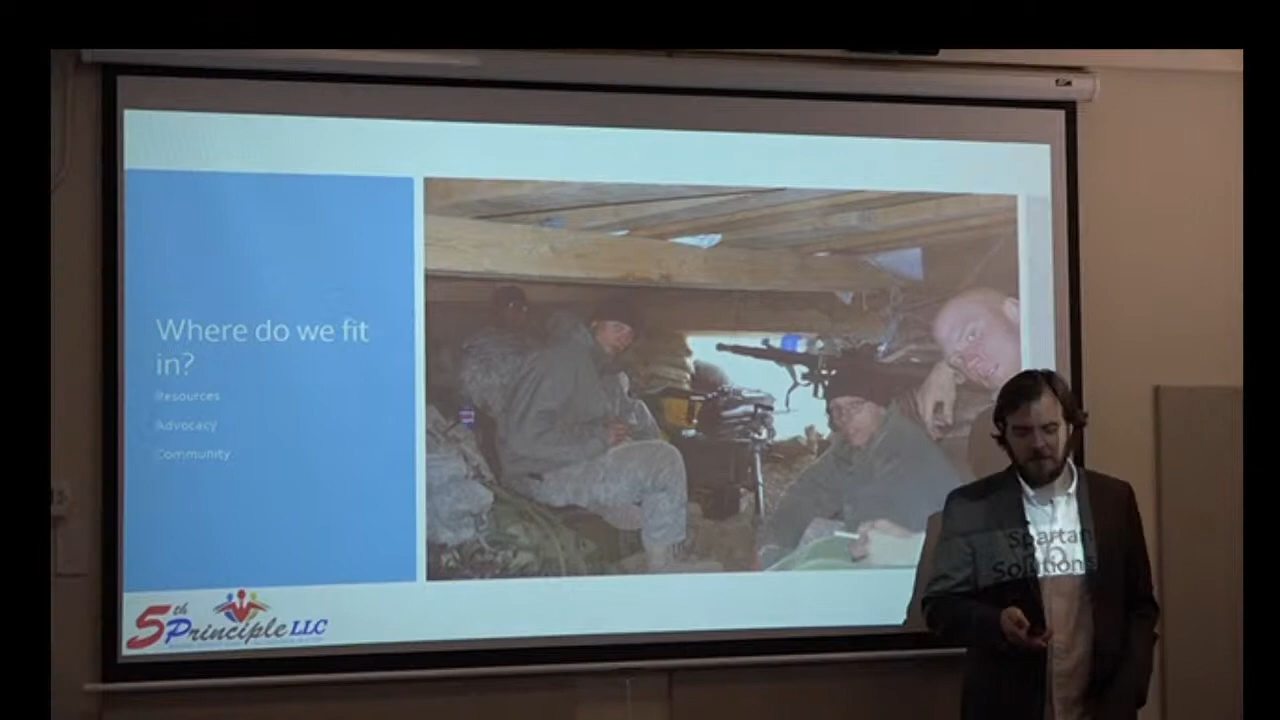 Where do we fit
in?
Resources
Advocacy
Community
5th Principle LLC
Spartan
Solutions